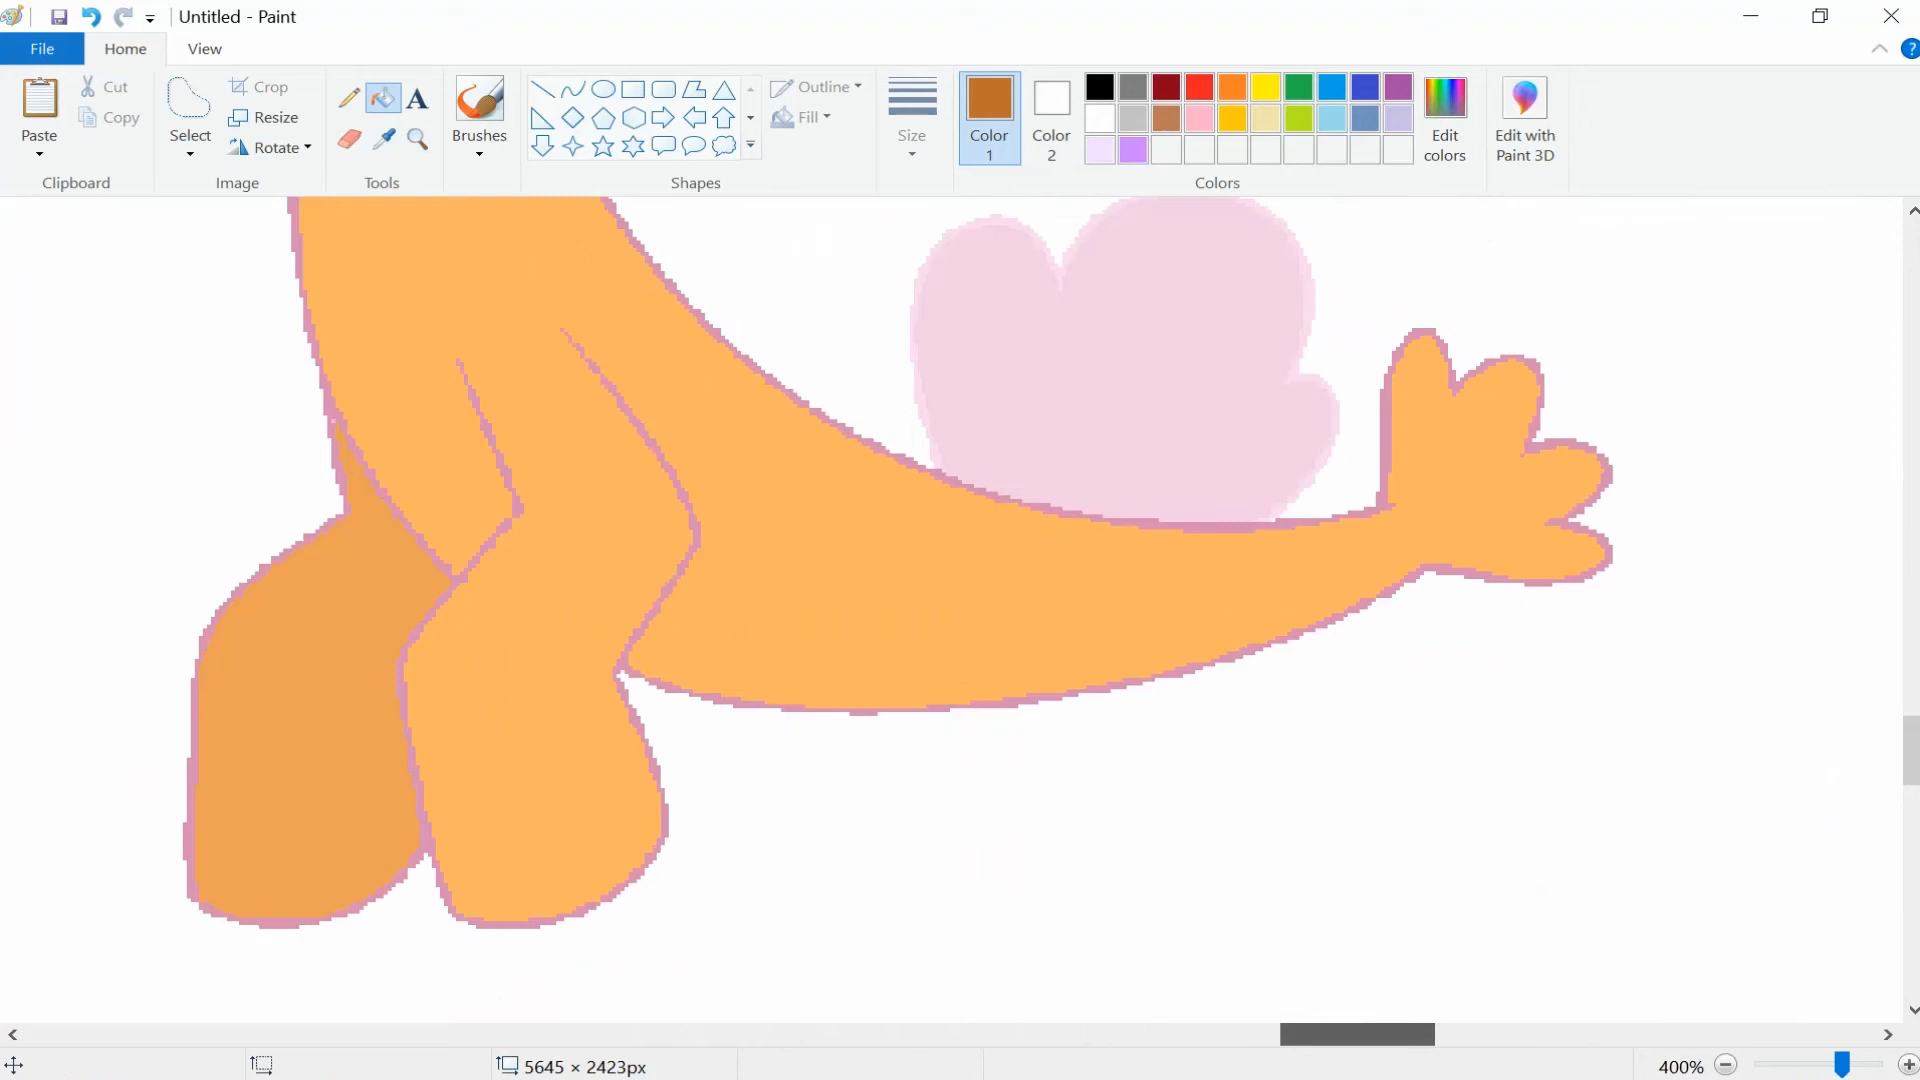 Untitled - Paint
File Home View
Paste
Cut
Copy
Clipboard
Select
Crop
Resize
Rotate
Image
A
Tools
Brushes
Shapes
Outline
Fill
Size
Color
1
Color
2
Edit
colors
Colors
Edit with
Paint 3D
?
5645 × 2423px
400%